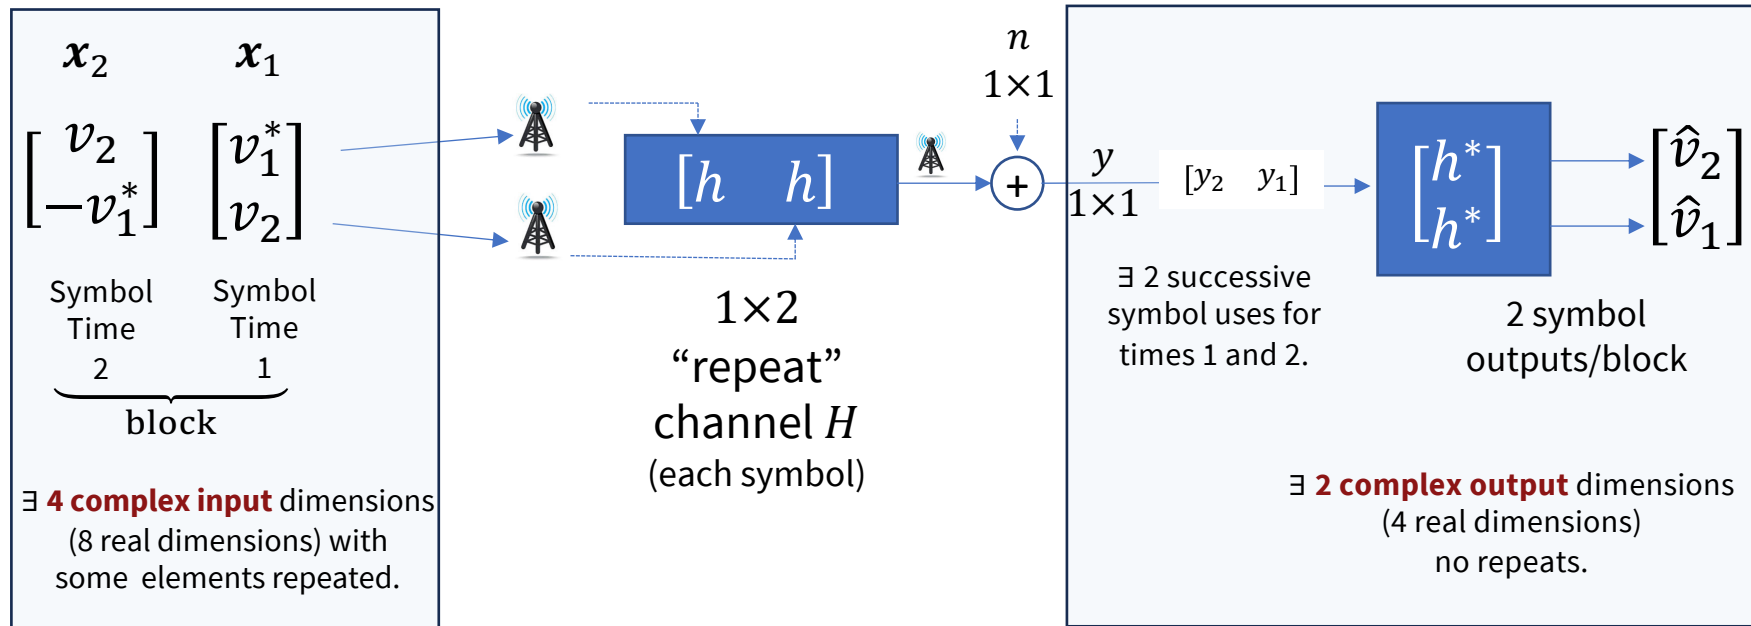 𝒙₂ 𝒙₁
[v₂ −v₁*] [v₁* v₂]
Symbol Time 2
Symbol Time 1
block
∃ 4 complex input dimensions
(8 real dimensions) with
some elements repeated.
[h h]
1×2
“repeat”
channel H
(each symbol)
n
1×1
+
y
1×1
[y₂ y₁]
∃ 2 successive
symbol uses for
times 1 and 2.
[h* h*]
[v̂₂ v̂₁]
2 symbol
outputs/block
∃ 2 complex output dimensions
(4 real dimensions)
no repeats.